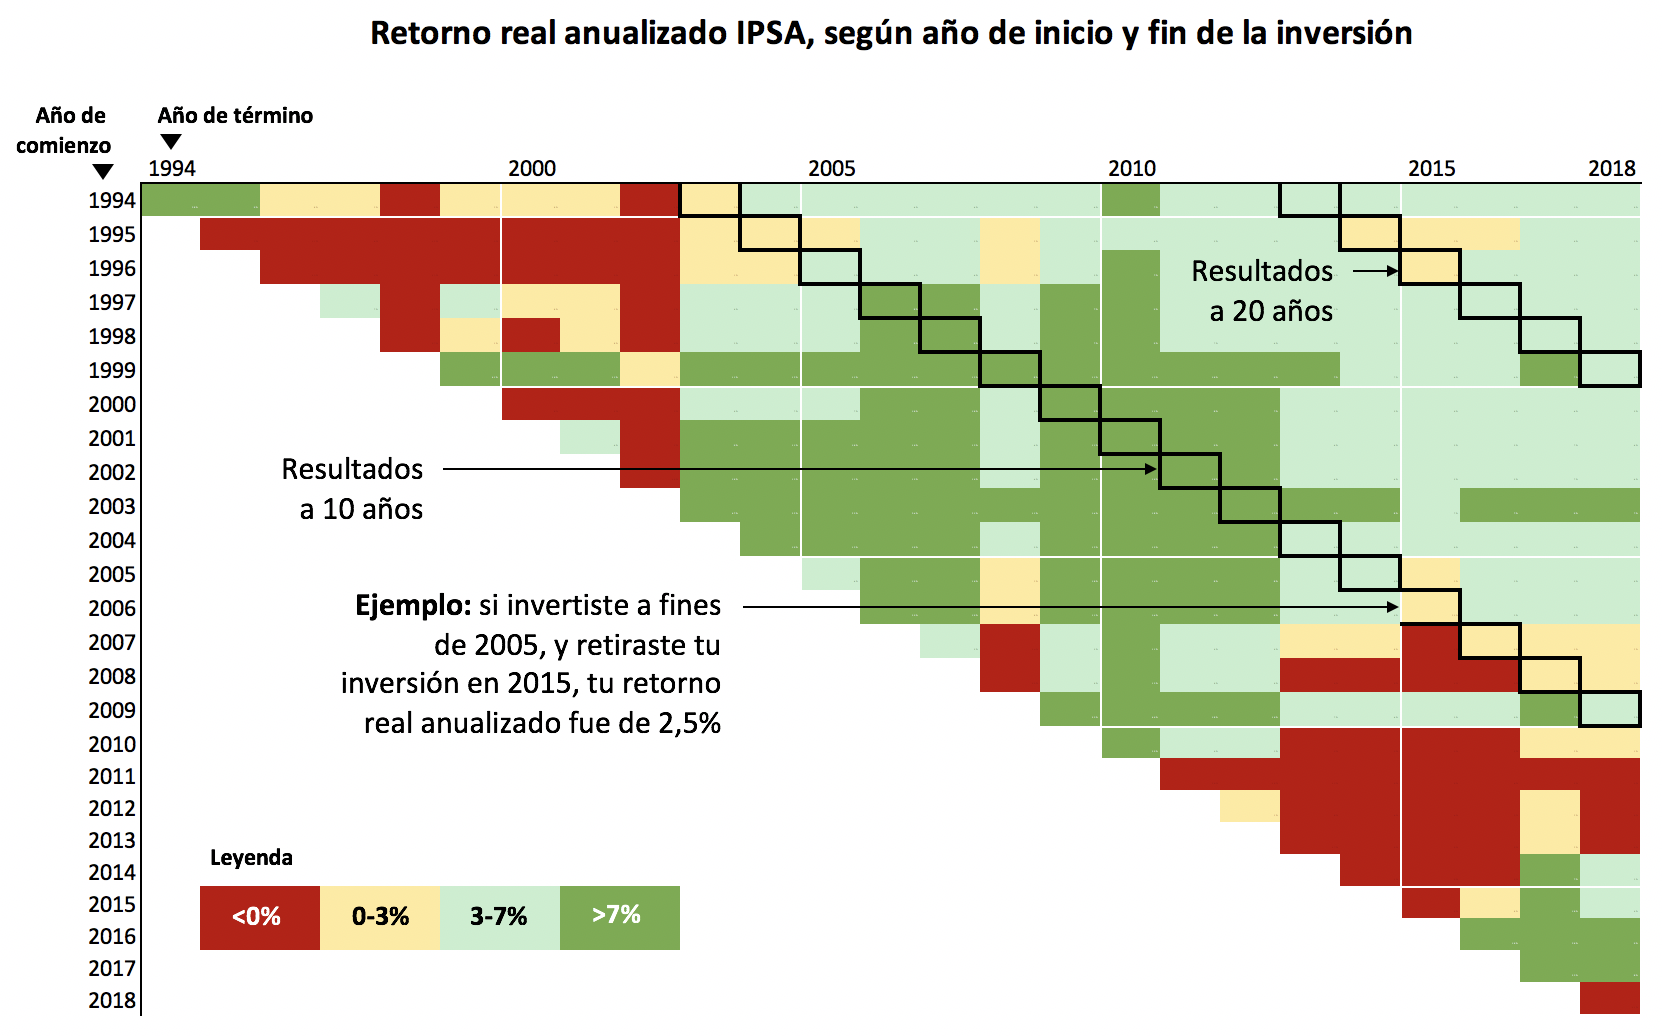 Retorno real anualizado IPSA, según año de inicio y fin de la inversión
Año de
comienzo
Año de término
1994
2000
2005
2010
2015
2018
1994
1995
1996
1997
1998
1999
2000
2001
2002
2003
2004
2005
2006
2007
2008
2009
2010
2011
2012
2013
2014
2015
2016
2017
2018
Resultados
a 20 años
Resultados
a 10 años
Ejemplo: si invertiste a fines
de 2005, y retiraste tu
inversión en 2015, tu retorno
real anualizado fue de 2,5%
Leyenda
<0%
0-3%
3-7%
>7%